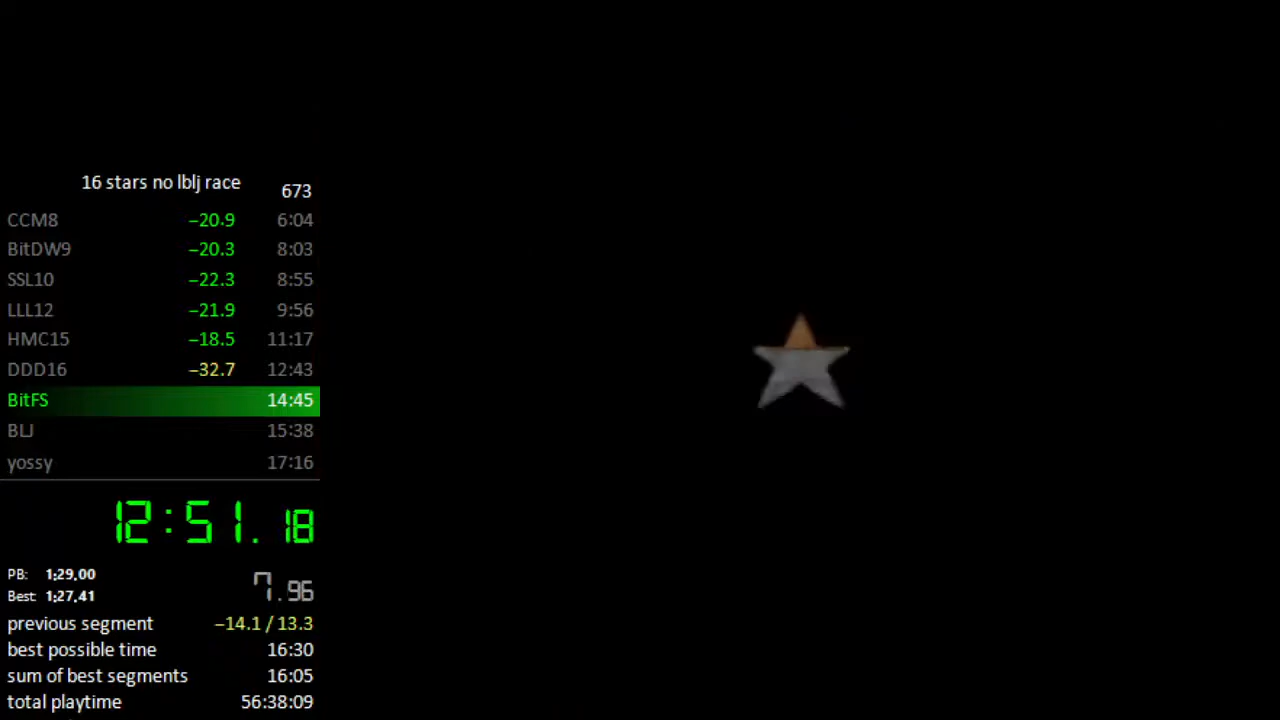 16 stars no lblj race 673
CCM8 −20.9 6:04
BitDW9 −20.3 8:03
SSL10 −22.3 8:55
LLL12 −21.9 9:56
HMC15 −18.5 11:17
DDD16 −32.7 12:43
BitFS 14:45
BLJ 15:38
yossy 17:16
12:51.18
PB: 1:29,00 7.96
Best: 1:27,41
previous segment −14.1 / 13.3
best possible time 16:30
sum of best segments 16:05
total playtime 56:38:09